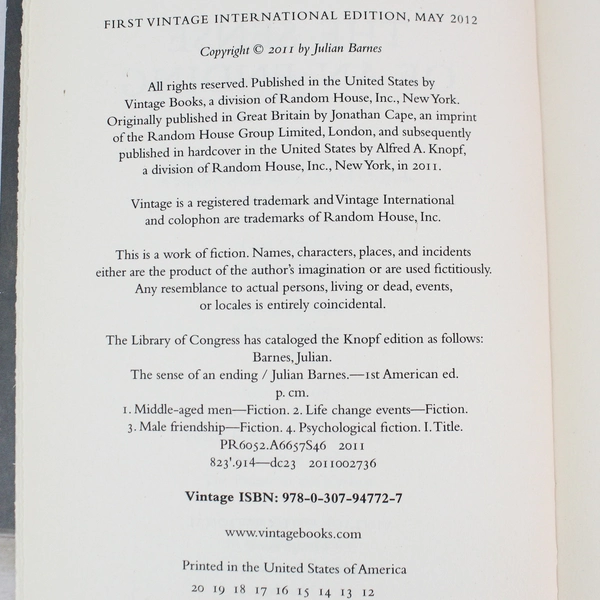 FIRST VINTAGE INTERNATIONAL EDITION, MAY 2012
Copyright © 2011 by Julian Barnes
All rights reserved. Published in the United States by
Vintage Books, a division of Random House, Inc., New York.
Originally published in Great Britain by Jonathan Cape, an imprint
of the Random House Group Limited, London, and subsequently
published in hardcover in the United States by Alfred A. Knopf,
a division of Random House, Inc., New York, in 2011.
Vintage is a registered trademark and Vintage International
and colophon are trademarks of Random House, Inc.
This is a work of fiction. Names, characters, places, and incidents
either are the product of the author's imagination or are used fictitiously.
Any resemblance to actual persons, living or dead, events,
or locales is entirely coincidental.
The Library of Congress has cataloged the Knopf edition as follows:
Barnes, Julian.
The sense of an ending / Julian Barnes.—1st American ed.
p. cm.
1. Middle-aged men—Fiction. 2. Life change events—Fiction.
3. Male friendship—Fiction. 4. Psychological fiction. I. Title.
PR6052.A6657S46 2011
823'.914—dc23 2011002736
Vintage ISBN: 978-0-307-94772-7
www.vintagebooks.com
Printed in the United States of America
20 19 18 17 16 15 14 13 12